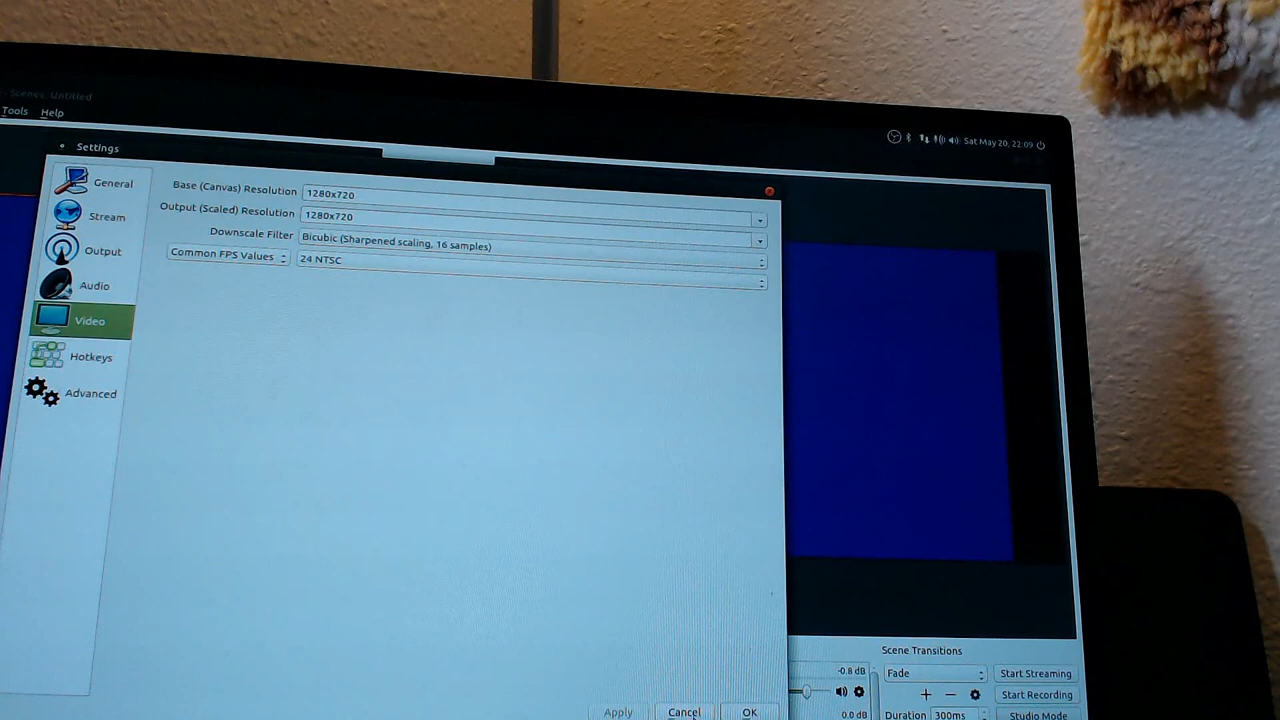 - Scenes: Untitled
Tools Help
Sat May 20, 22:09
Settings
General
Stream
Output
Audio
Video
Hotkeys
Advanced
Base (Canvas) Resolution 1280x720
Output (Scaled) Resolution 1280x720
Downscale Filter Bicubic (Sharpened scaling, 16 samples)
Common FPS Values 24 NTSC
Apply Cancel OK
-0.8 dB
0.0 dB
Scene Transitions
Fade
+ −
Duration 300ms
Start Streaming
Start Recording
Studio Mode